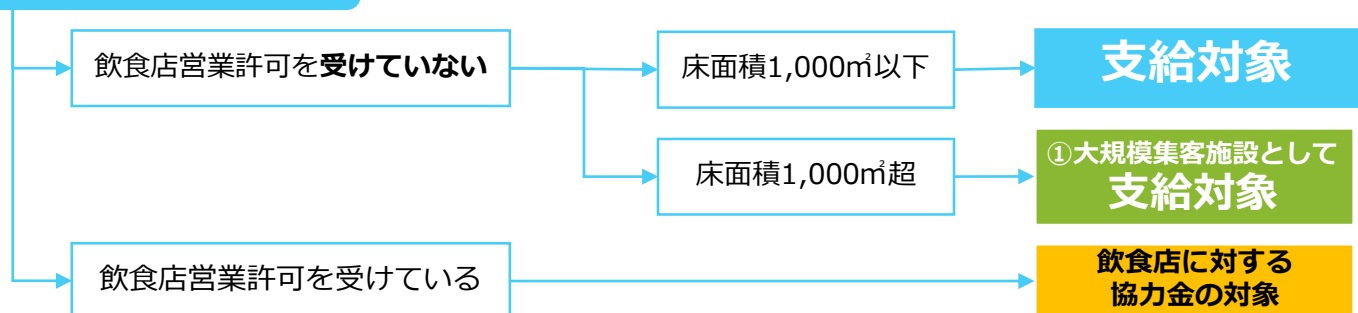 飲食店営業許可を受けていない
床面積1,000㎡以下
支給対象
床面積1,000㎡超
①大規模集客施設として
支給対象
飲食店営業許可を受けている
飲食店に対する
協力金の対象